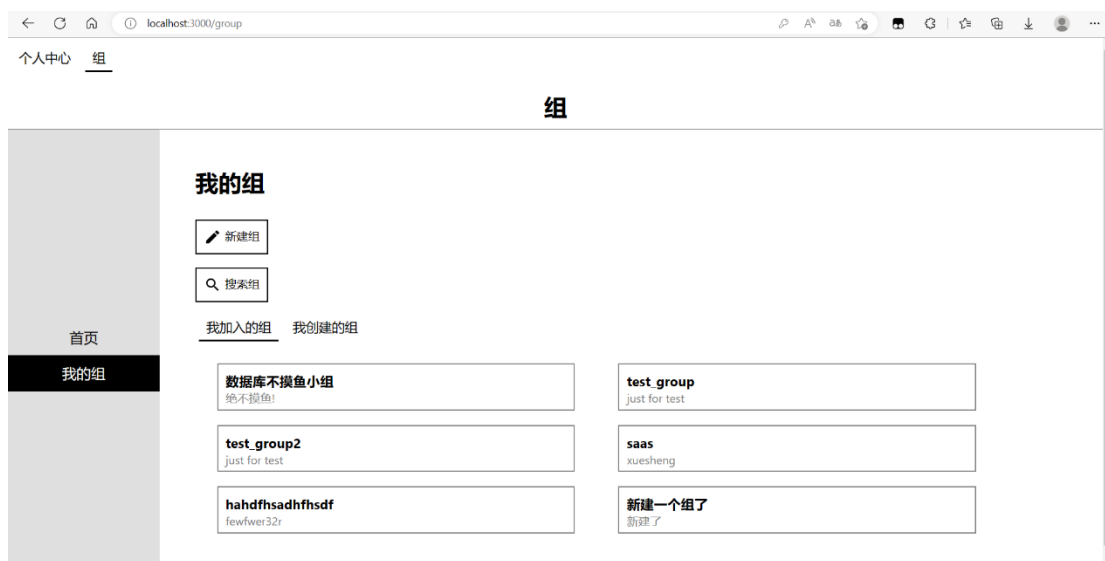 localhost:3000/group
个人中心 组
组
我的组
新建组
搜索组
我加入的组 我创建的组
首页
我的组
数据库不摸鱼小组
绝不摸鱼!
test_group
just for test
test_group2
just for test
saas
xuesheng
hahdfhsadhfhsdf
fewfwer32r
新建一个组了
新建了